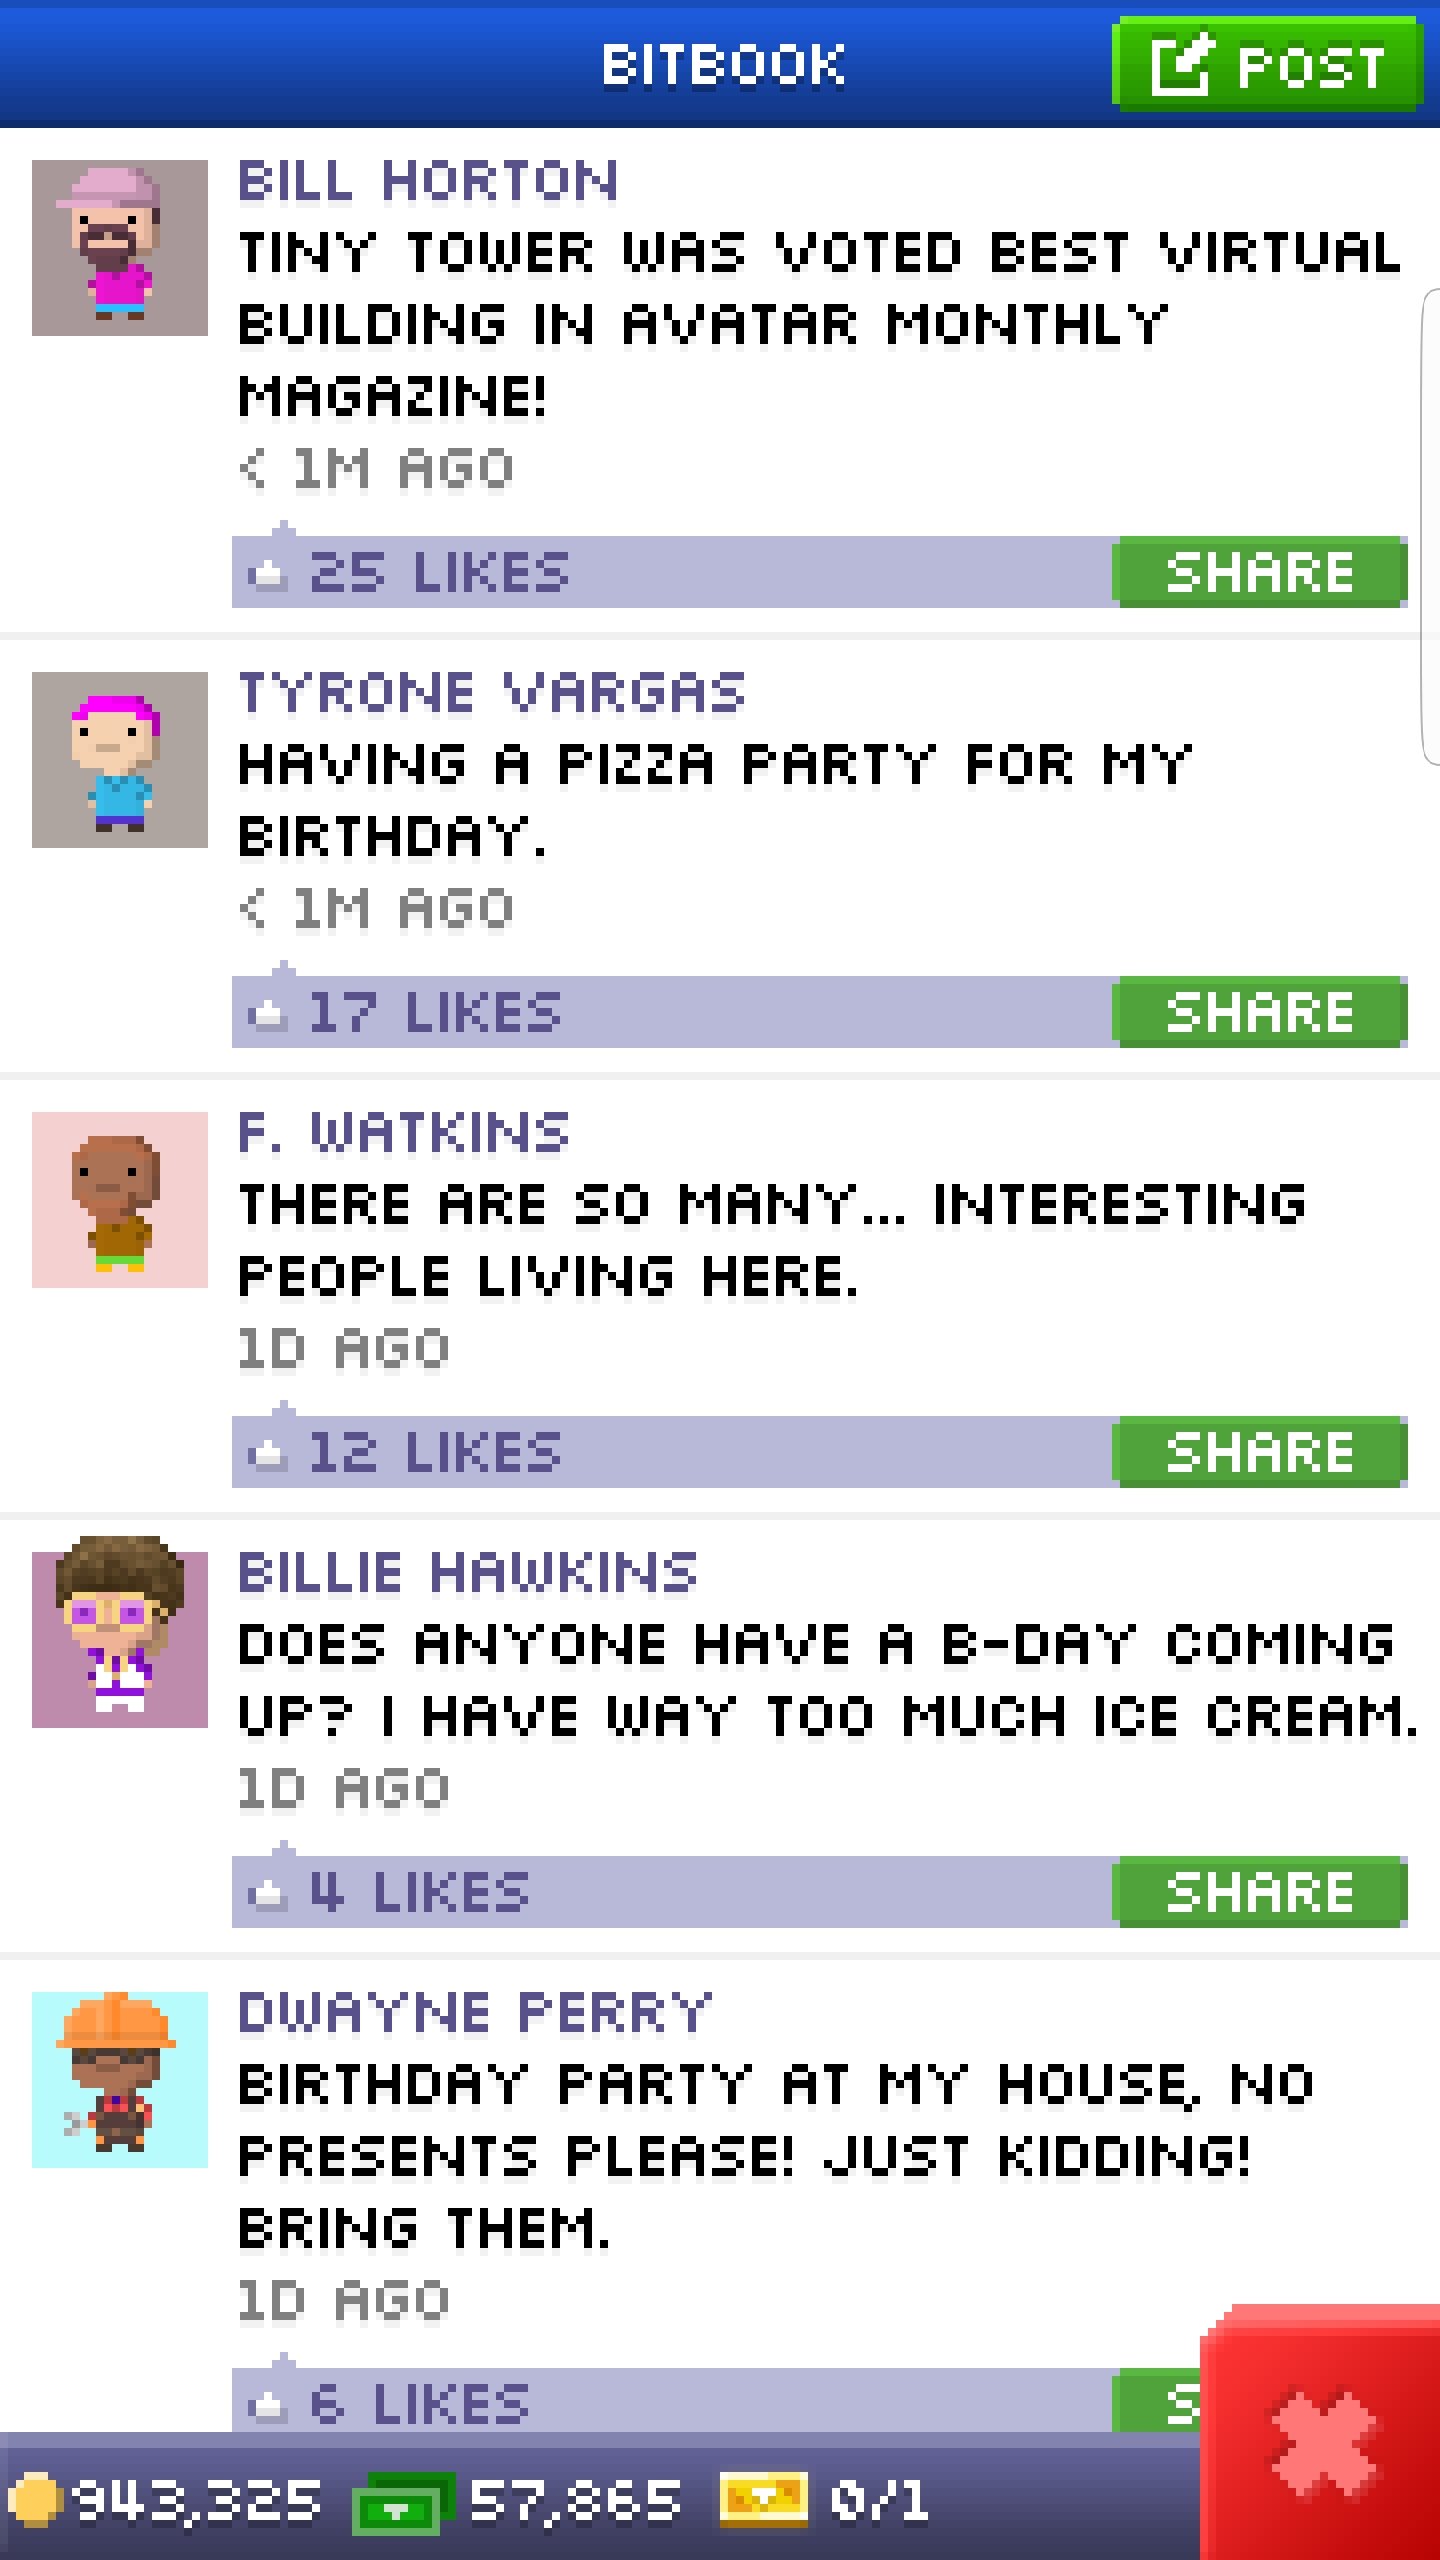 BITBOOK
POST
BILL HORTON
TINY TOWER WAS VOTED BEST VIRTUAL
BUILDING IN AVATAR MONTHLY
MAGAZINE!
< 1M AGO
25 LIKES
SHARE
TYRONE VARGAS
HAVING A PIZZA PARTY FOR MY
BIRTHDAY.
< 1M AGO
17 LIKES
SHARE
F. WATKINS
THERE ARE SO MANY... INTERESTING
PEOPLE LIVING HERE.
1D AGO
12 LIKES
SHARE
BILLIE HAWKINS
DOES ANYONE HAVE A B-DAY COMING
UP? I HAVE WAY TOO MUCH ICE CREAM.
1D AGO
4 LIKES
SHARE
DWAYNE PERRY
BIRTHDAY PARTY AT MY HOUSE, NO
PRESENTS PLEASE! JUST KIDDING!
BRING THEM.
1D AGO
6 LIKES
S
943,325 57,865 0/1